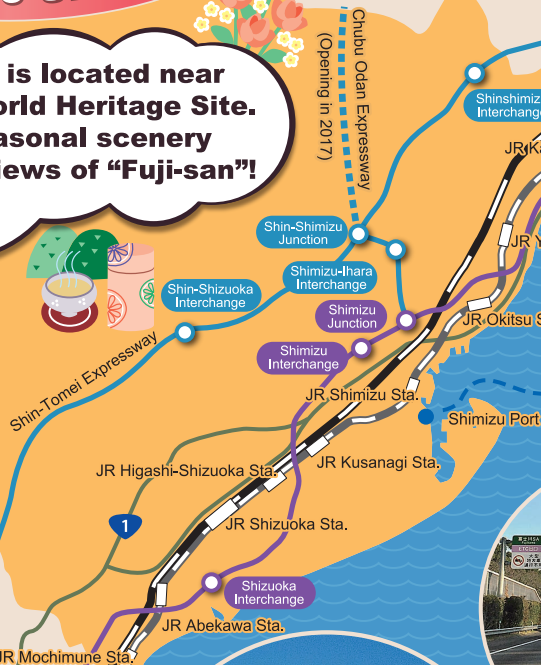 is located near
orld Heritage Site.
asonal scenery
iews of “Fuji-san”!
Chubu Odan Expressway
(Opening in 2017)
Shinshimiz
Interchang
JR Ka
Shin-Shimizu
Junction
JR Y
Shimizu-Ihara
Interchange
Shin-Shizuoka
Interchange
Shimizu
Junction
JR Okitsu S
Shimizu
Interchange
Shin-Tomei Expressway
JR Shimizu Sta.
Shimizu Port
JR Kusanagi Sta.
JR Higashi-Shizuoka Sta.
1
JR Shizuoka Sta.
Shizuoka
Interchange
JR Abekawa Sta.
JR Mochimune Sta.